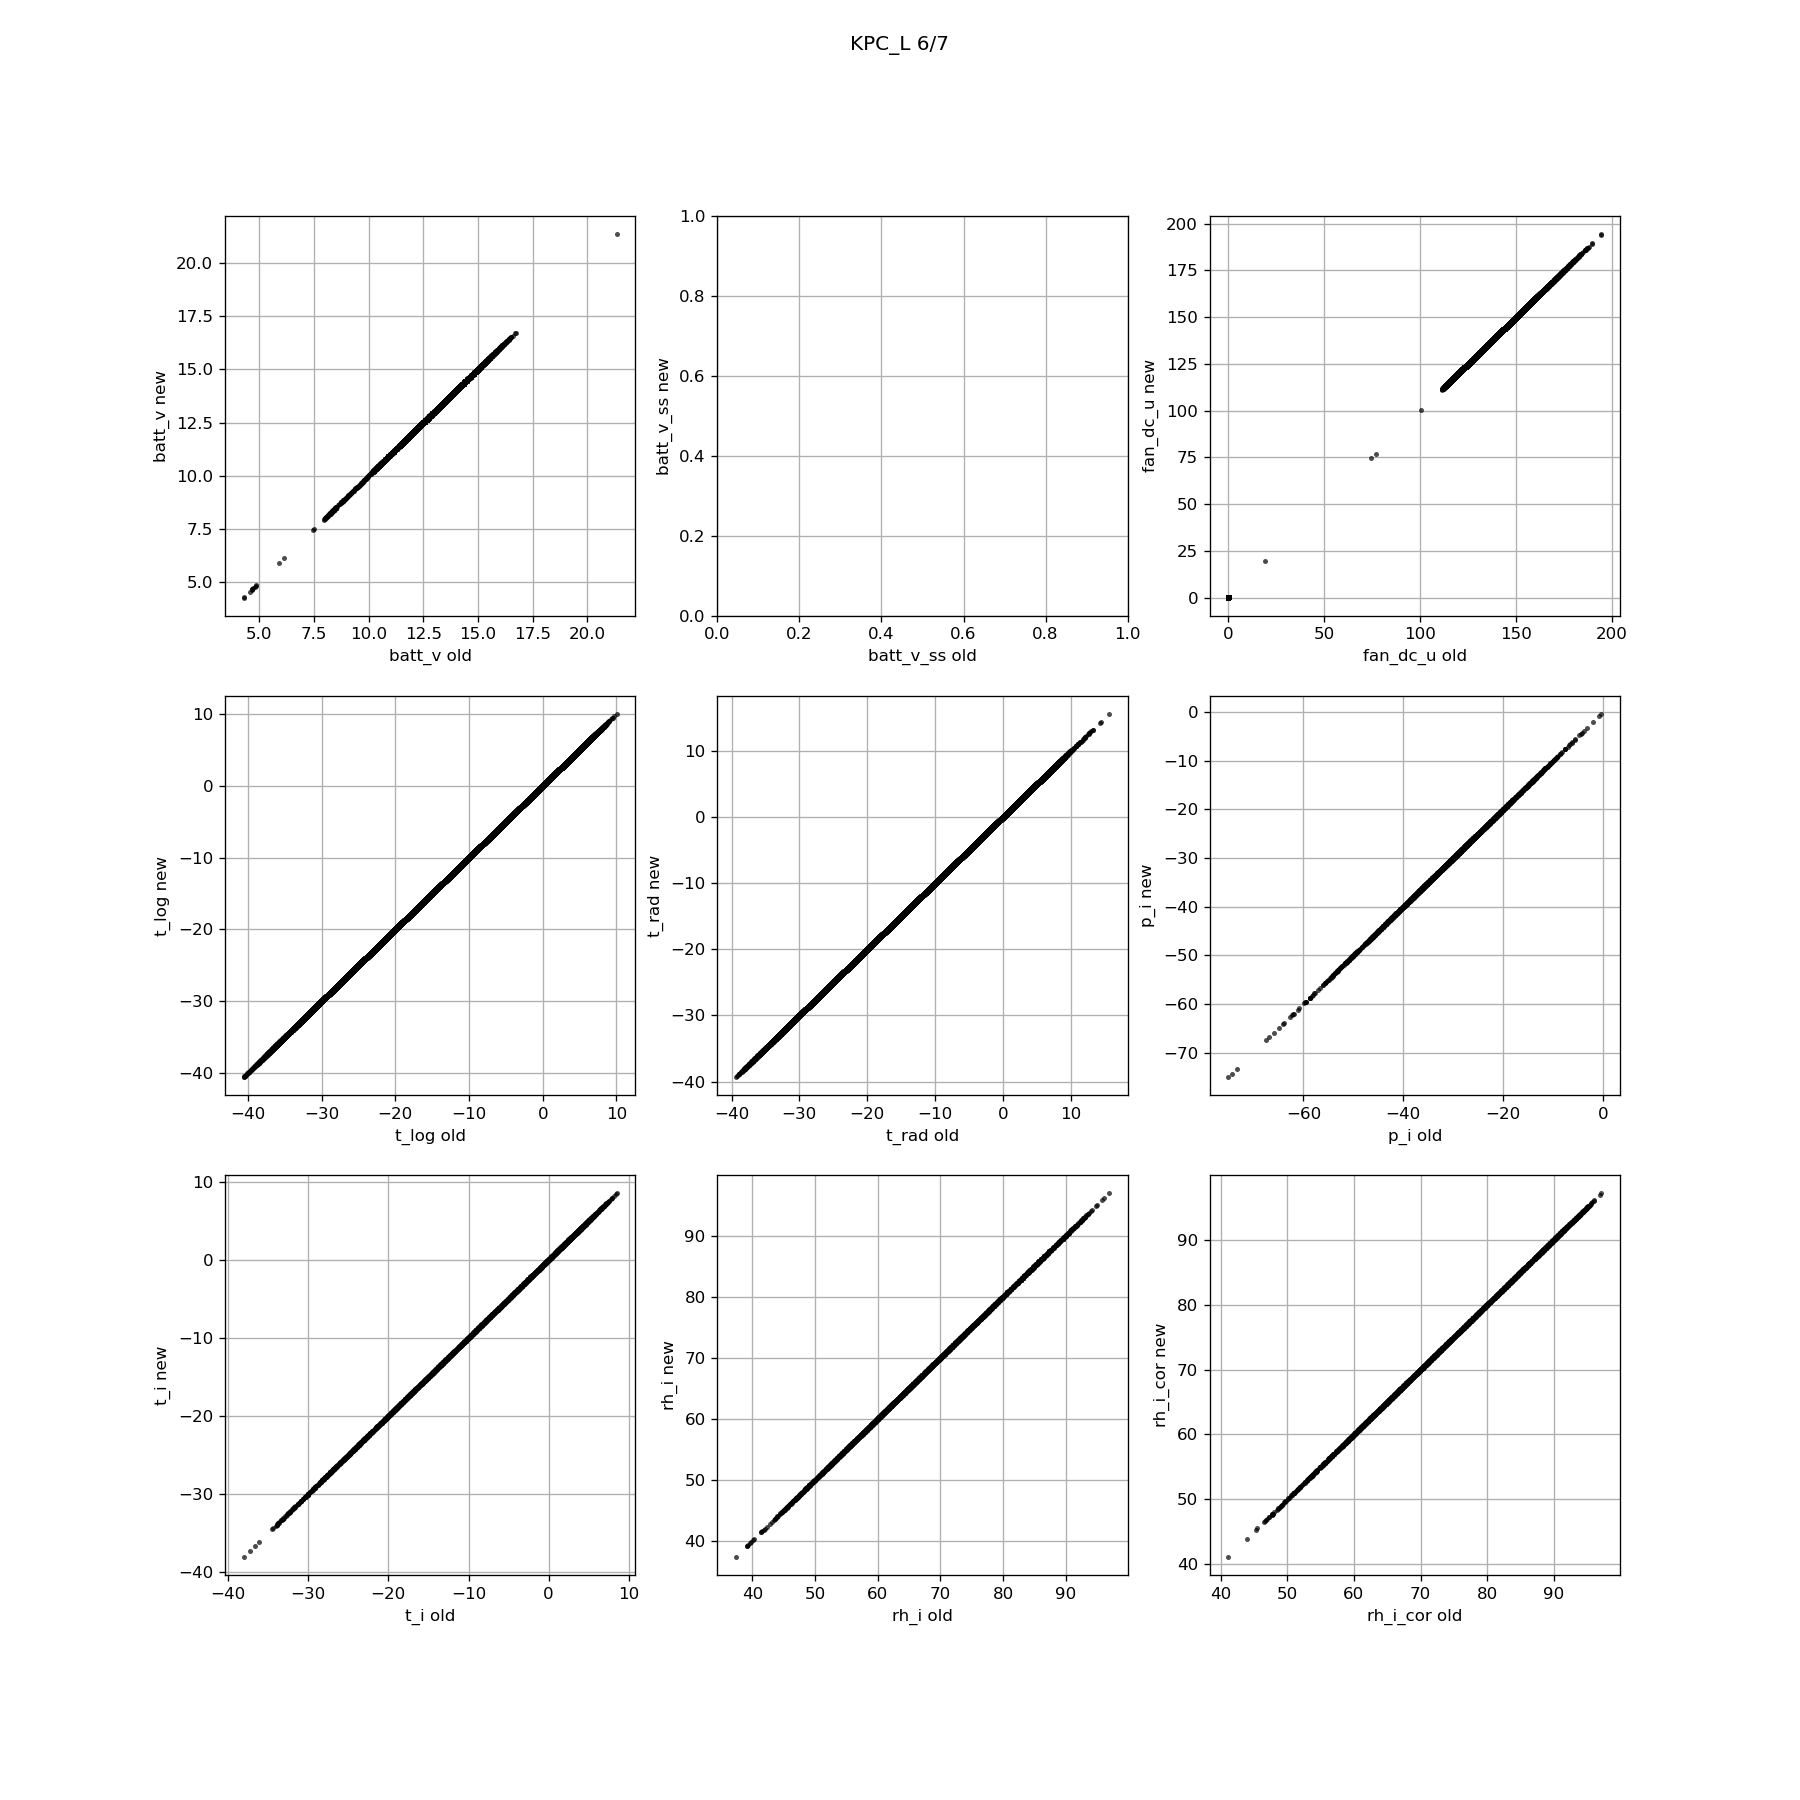 KPC_L 6/7
20.0
17.5
15.0
12.5
10.0
7.5
5.0
batt_v new
5.0 7.5 10.0 12.5 15.0 17.5 20.0
batt_v old
1.0
0.8
0.6
0.4
0.2
0.0
batt_v_ss new
0.0 0.2 0.4 0.6 0.8 1.0
batt_v_ss old
200
175
150
125
100
75
50
25
0
fan_dc_u new
0 50 100 150 200
fan_dc_u old
10
0
−10
−20
−30
−40
t_log new
−40 −30 −20 −10 0 10
t_log old
10
0
−10
−20
−30
−40
t_rad new
−40 −30 −20 −10 0 10
t_rad old
0
−10
−20
−30
−40
−50
−60
−70
p_i new
−60 −40 −20 0
p_i old
10
0
−10
−20
−30
−40
t_i new
−40 −30 −20 −10 0 10
t_i old
90
80
70
60
50
40
rh_i new
40 50 60 70 80 90
rh_i old
90
80
70
60
50
40
rh_i_cor new
40 50 60 70 80 90
rh_i_cor old